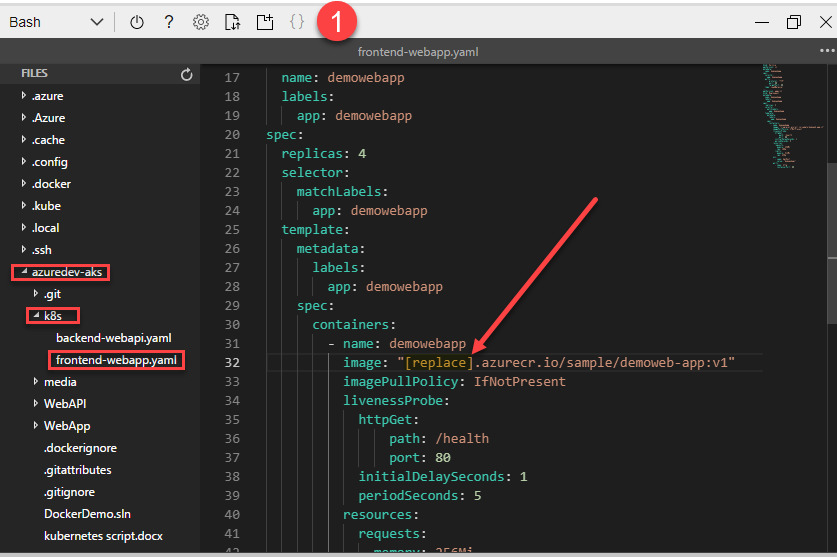 Bash
?
{}
1
frontend-webapp.yaml
FILES
.azure
.Azure
.cache
.config
.docker
.kube
.local
.ssh
azuredev-aks
.git
k8s
backend-webapi.yaml
frontend-webapp.yaml
media
WebAPI
WebApp
.dockerignore
.gitattributes
.gitignore
DockerDemo.sln
kubernetes script.docx
17 name: demowebapp
18 labels:
19 app: demowebapp
20 spec:
21 replicas: 4
22 selector:
23 matchLabels:
24 app: demowebapp
25 template:
26 metadata:
27 labels:
28 app: demowebapp
29 spec:
30 containers:
31 - name: demowebapp
32 image: "[replace].azurecr.io/sample/demoweb-app:v1"
33 imagePullPolicy: IfNotPresent
34 livenessProbe:
35 httpGet:
36 path: /health
37 port: 80
38 initialDelaySeconds: 1
39 periodSeconds: 5
40 resources:
41 requests:
42 memory: 256Mi